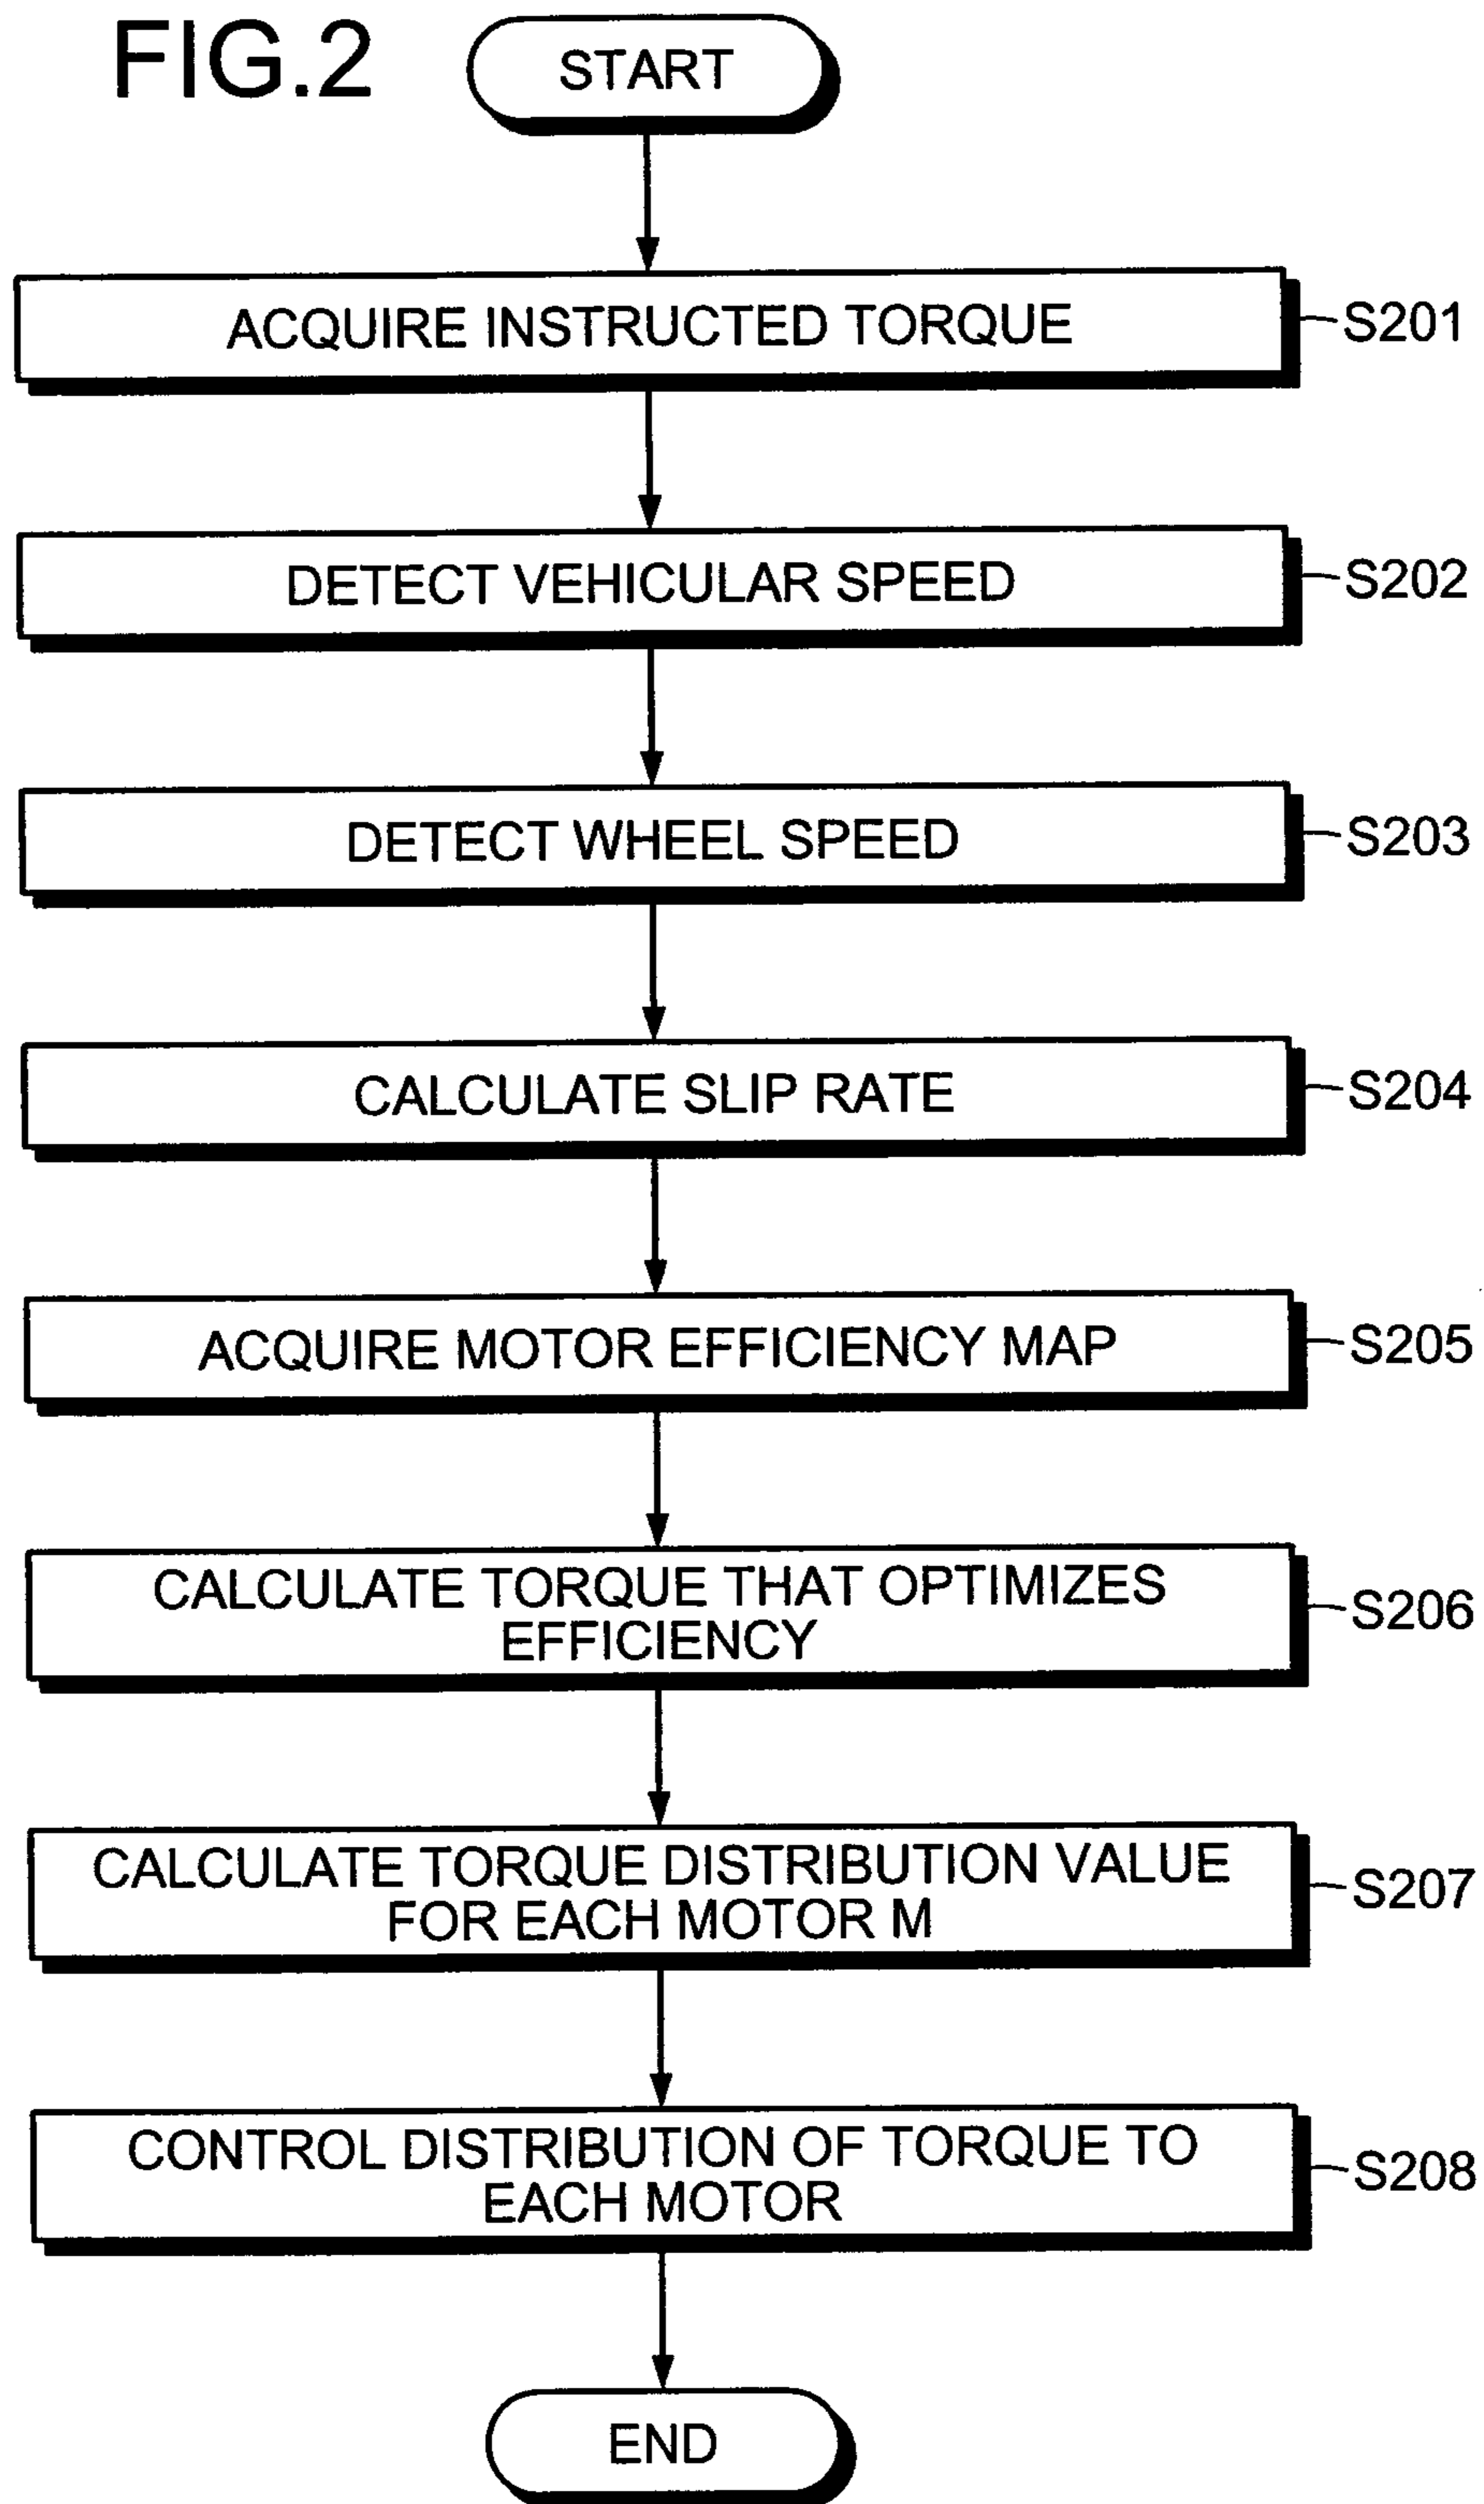 FIG.2
START
ACQUIRE INSTRUCTED TORQUE
S201
DETECT VEHICULAR SPEED
S202
DETECT WHEEL SPEED
S203
CALCULATE SLIP RATE
S204
ACQUIRE MOTOR EFFICIENCY MAP
S205
CALCULATE TORQUE THAT OPTIMIZES
EFFICIENCY
S206
CALCULATE TORQUE DISTRIBUTION VALUE
FOR EACH MOTOR M
S207
CONTROL DISTRIBUTION OF TORQUE TO
EACH MOTOR
S208
END